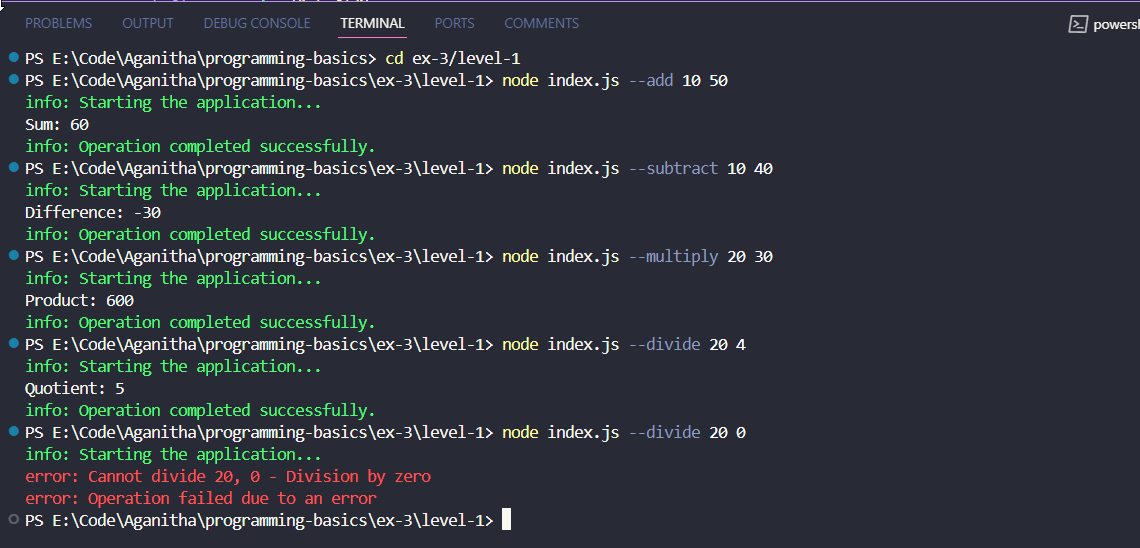 PROBLEMS OUTPUT DEBUG CONSOLE TERMINAL PORTS COMMENTS powersh
PS E:\Code\Aganitha\programming-basics> cd ex-3/level-1
PS E:\Code\Aganitha\programming-basics\ex-3\level-1> node index.js --add 10 50
info: Starting the application...
Sum: 60
info: Operation completed successfully.
PS E:\Code\Aganitha\programming-basics\ex-3\level-1> node index.js --subtract 10 40
info: Starting the application...
Difference: -30
info: Operation completed successfully.
PS E:\Code\Aganitha\programming-basics\ex-3\level-1> node index.js --multiply 20 30
info: Starting the application...
Product: 600
info: Operation completed successfully.
PS E:\Code\Aganitha\programming-basics\ex-3\level-1> node index.js --divide 20 4
info: Starting the application...
Quotient: 5
info: Operation completed successfully.
PS E:\Code\Aganitha\programming-basics\ex-3\level-1> node index.js --divide 20 0
info: Starting the application...
error: Cannot divide 20, 0 - Division by zero
error: Operation failed due to an error
PS E:\Code\Aganitha\programming-basics\ex-3\level-1>